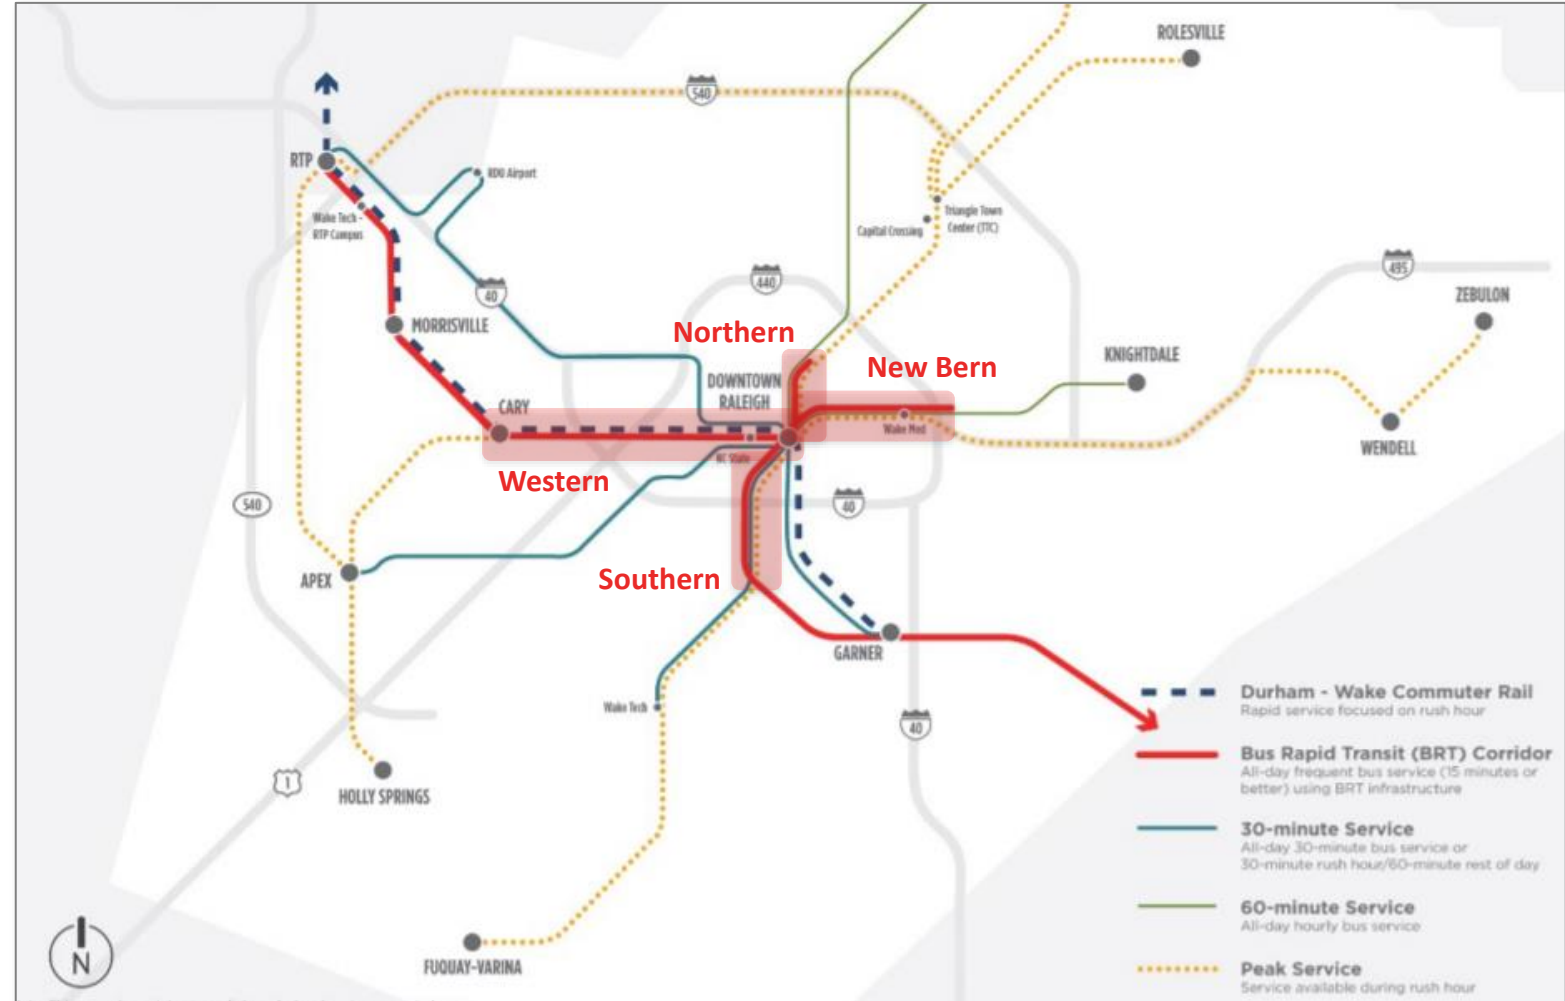 ROLESVILLE
540
RTP
RDU Airport
Wake Tech -
RTP Campus
Triangle Town
Center (TTC)
Capital Crossing
495
440
40
ZEBULON
MORRISVILLE
Northern
KNIGHTDALE
New Bern
DOWNTOWN
RALEIGH
CARY
Wake Med
WENDELL
NC State
Western
540
40
APEX
Southern
GARNER
Wake Tech
40
1
HOLLY SPRINGS
FUQUAY-VARINA
N
Durham - Wake Commuter Rail
Rapid service focused on rush hour
Bus Rapid Transit (BRT) Corridor
All-day frequent bus service (15 minutes or
better) using BRT infrastructure
30-minute Service
All-day 30-minute bus service or
30-minute rush hour/60-minute rest of day
60-minute Service
All-day hourly bus service
Peak Service
Service available during rush hour